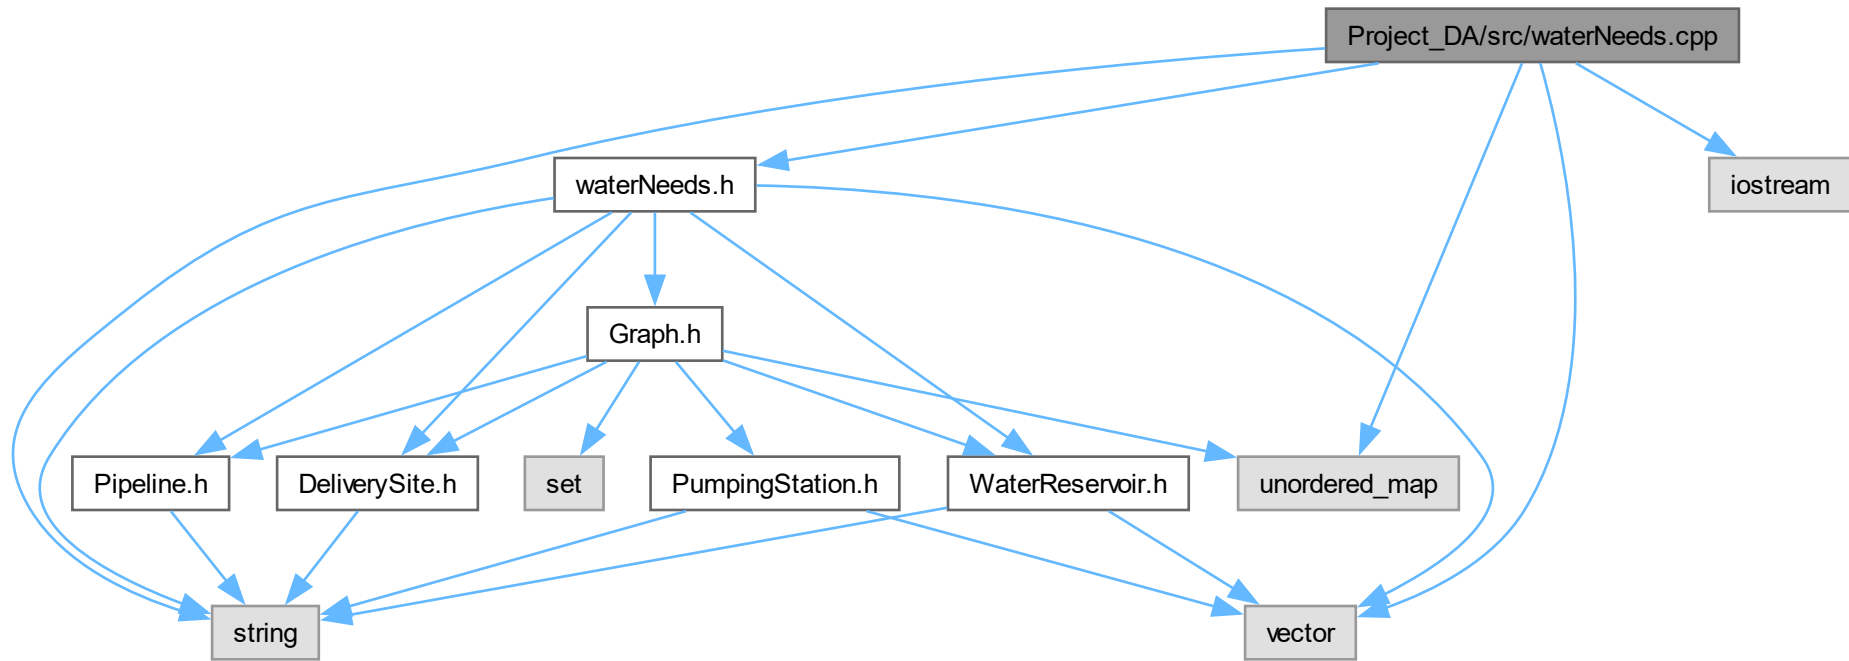 Project_DA/src/waterNeeds.cpp
waterNeeds.h
iostream
Graph.h
Pipeline.h
DeliverySite.h
set
PumpingStation.h
WaterReservoir.h
unordered_map
string
vector